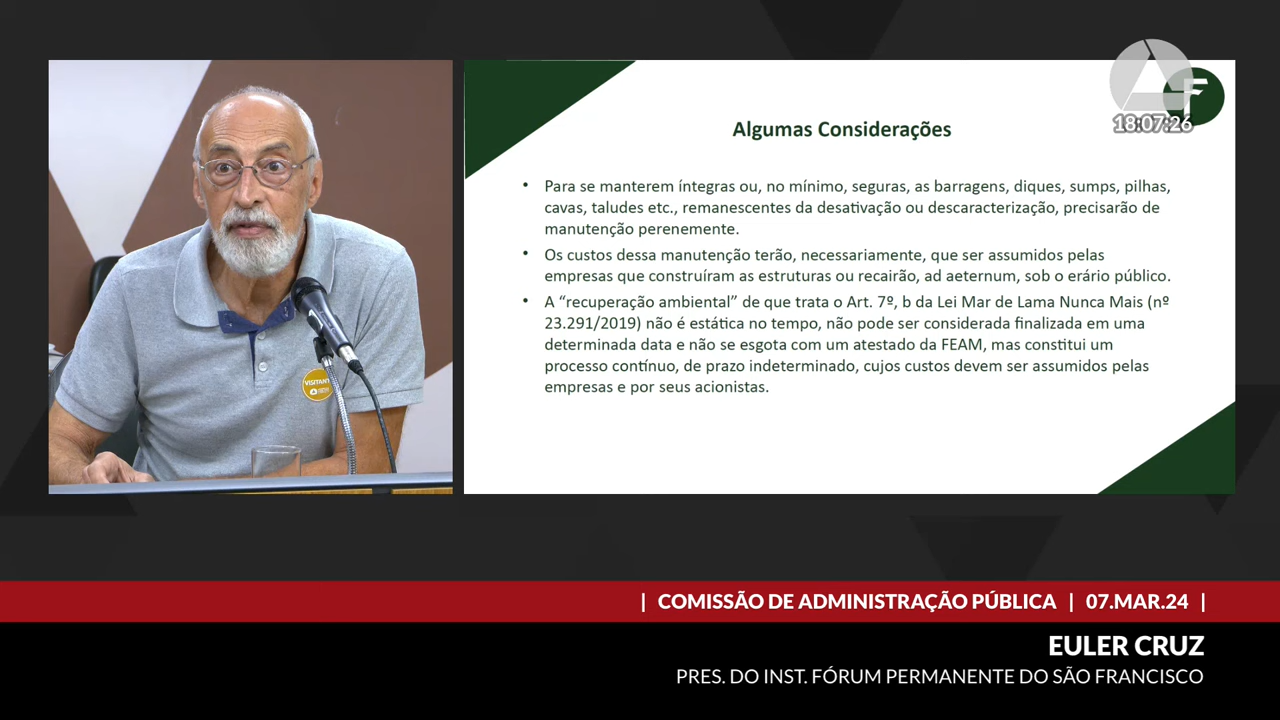 Algumas Considerações
18:07:26
• Para se manterem íntegras ou, no mínimo, seguras, as barragens, diques, sumps, pilhas,
cavas, taludes etc., remanescentes da desativação ou descaracterização, precisarão de
manutenção perenemente.
• Os custos dessa manutenção terão, necessariamente, que ser assumidos pelas
empresas que construíram as estruturas ou recairão, ad aeternum, sob o erário público.
• A “recuperação ambiental” de que trata o Art. 7º, b da Lei Mar de Lama Nunca Mais (nº
23.291/2019) não é estática no tempo, não pode ser considerada finalizada em uma
determinada data e não se esgota com um atestado da FEAM, mas constitui um
processo contínuo, de prazo indeterminado, cujos custos devem ser assumidos pelas
empresas e por seus acionistas.
VISITANTE
| COMISSÃO DE ADMINISTRAÇÃO PÚBLICA | 07.MAR.24 |
EULER CRUZ
PRES. DO INST. FÓRUM PERMANENTE DO SÃO FRANCISCO